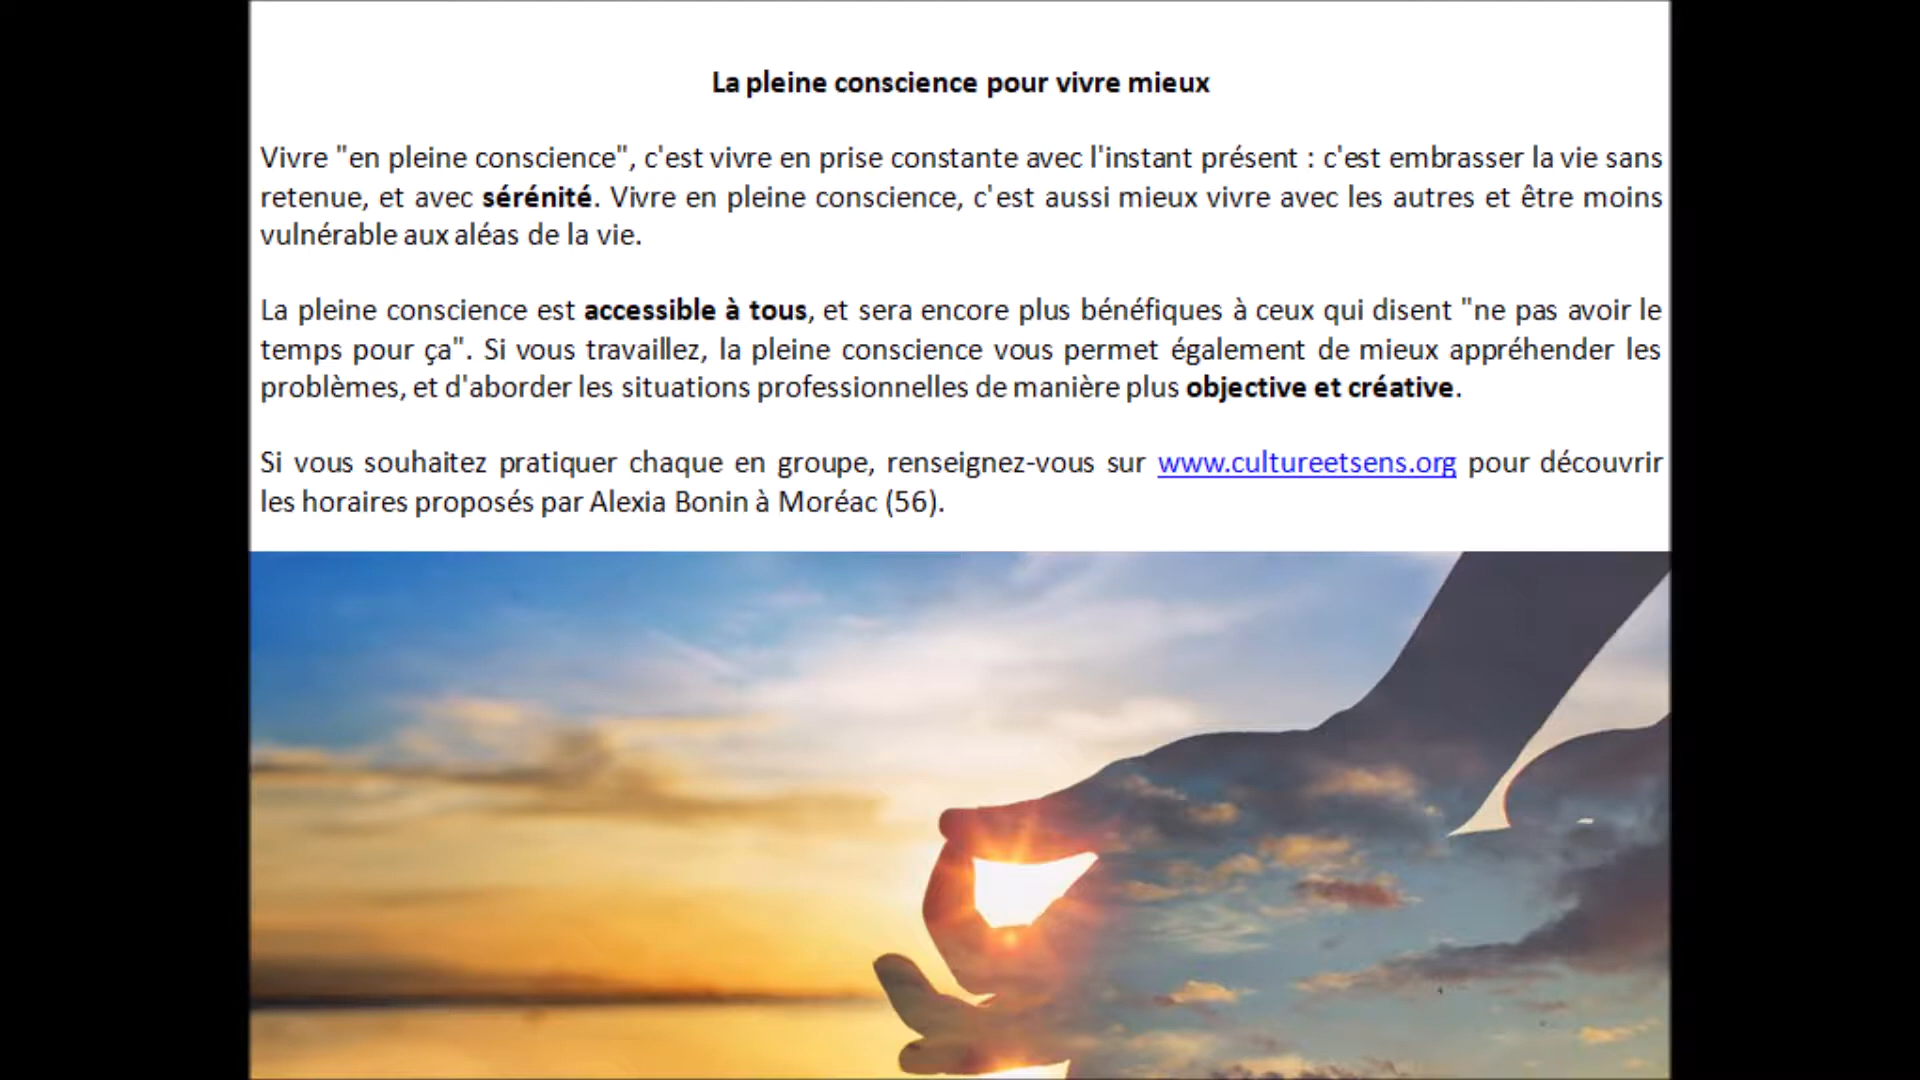 La pleine conscience pour vivre mieux
Vivre "en pleine conscience", c'est vivre en prise constante avec l'instant présent : c'est embrasser la vie sans
retenue, et avec sérénité. Vivre en pleine conscience, c'est aussi mieux vivre avec les autres et être moins
vulnérable aux aléas de la vie.
La pleine conscience est accessible à tous, et sera encore plus bénéfiques à ceux qui disent "ne pas avoir le
temps pour ça". Si vous travaillez, la pleine conscience vous permet également de mieux appréhender les
problèmes, et d'aborder les situations professionnelles de manière plus objective et créative.
Si vous souhaitez pratiquer chaque en groupe, renseignez-vous sur www.cultureetsens.org pour découvrir
les horaires proposés par Alexia Bonin à Moréac (56).